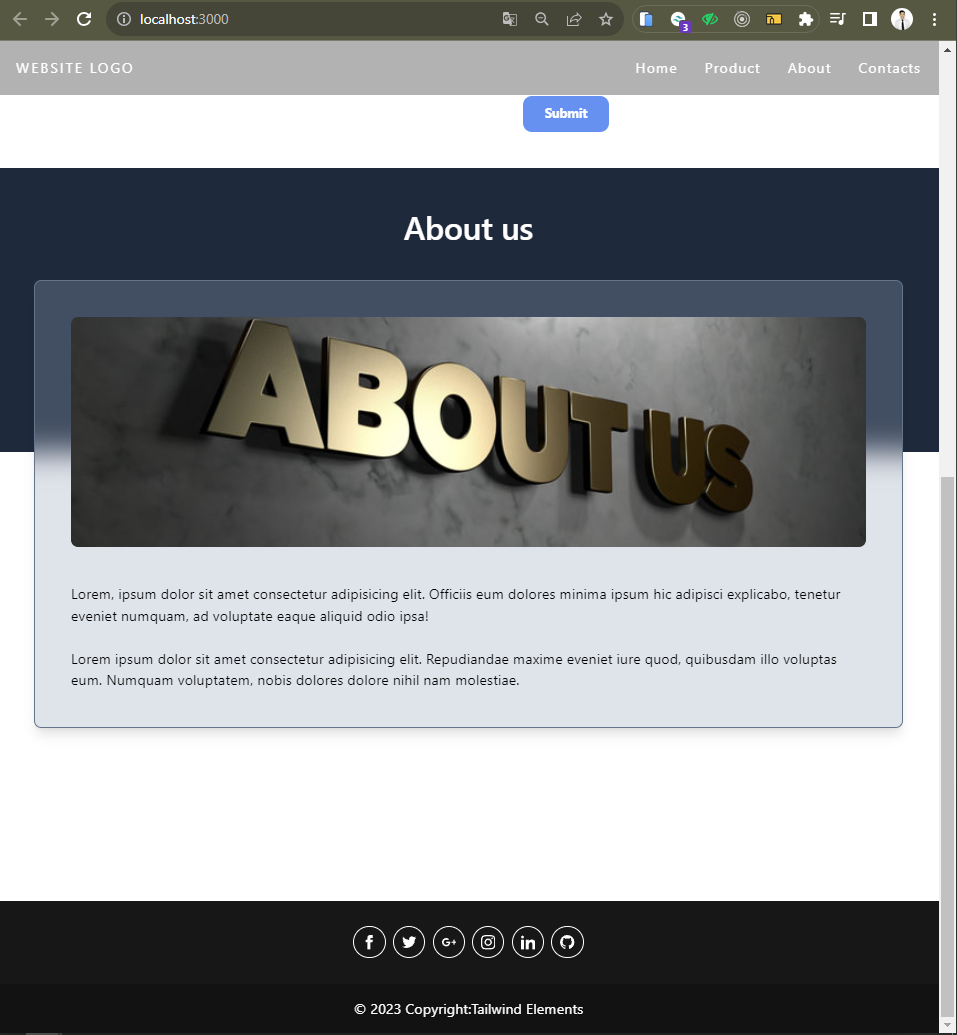 localhost:3000
3
WEBSITE LOGO
Home Product About Contacts
Submit
About us
ABOUT US
Lorem, ipsum dolor sit amet consectetur adipisicing elit. Officiis eum dolores minima ipsum hic adipisci explicabo, tenetur
eveniet numquam, ad voluptate eaque aliquid odio ipsa!
Lorem ipsum dolor sit amet consectetur adipisicing elit. Repudiandae maxime eveniet iure quod, quibusdam illo voluptas
eum. Numquam voluptatem, nobis dolores dolore nihil nam molestiae.
G+
in
© 2023 Copyright:Tailwind Elements